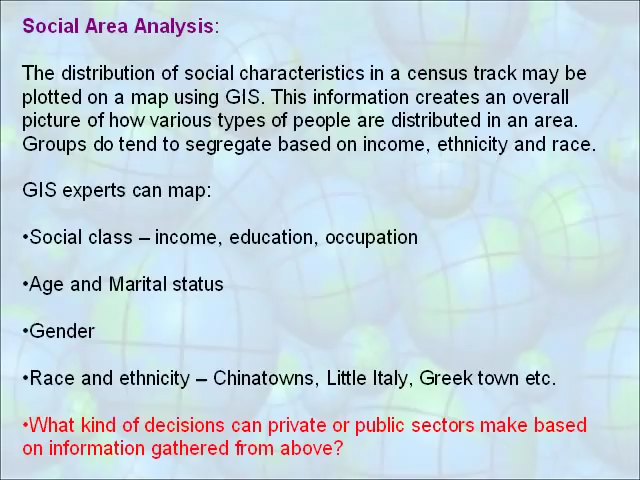 Social Area Analysis:
The distribution of social characteristics in a census track may be
plotted on a map using GIS. This information creates an overall
picture of how various types of people are distributed in an area.
Groups do tend to segregate based on income, ethnicity and race.
GIS experts can map:
•Social class – income, education, occupation
•Age and Marital status
•Gender
•Race and ethnicity – Chinatowns, Little Italy, Greek town etc.
•What kind of decisions can private or public sectors make based
on information gathered from above?